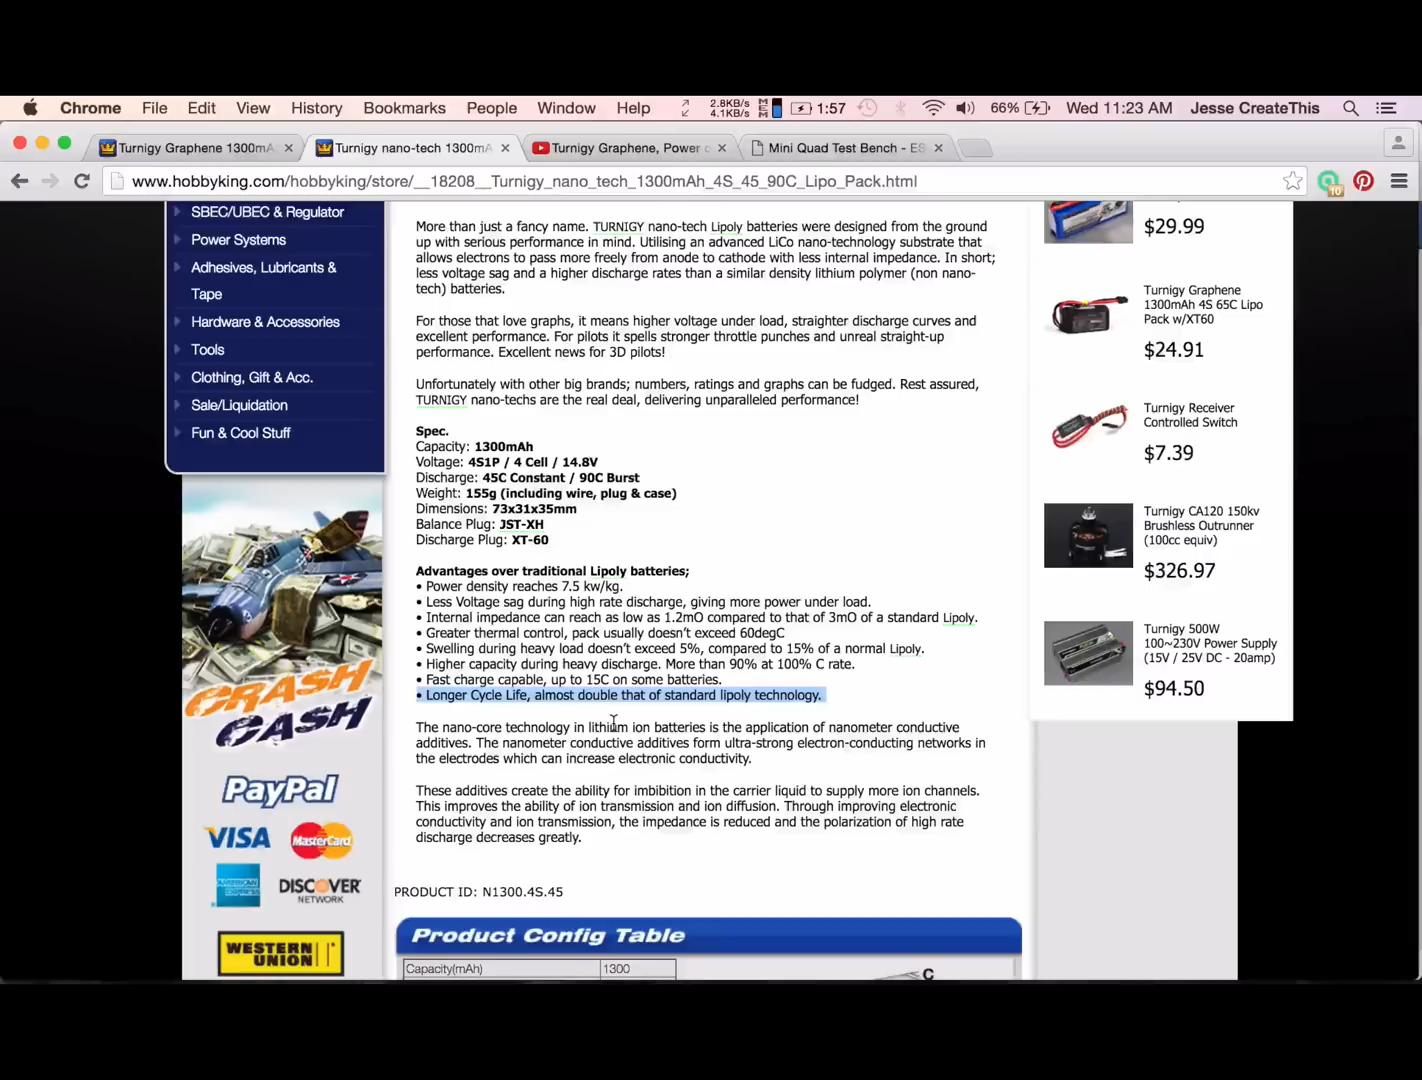 Chrome File Edit View History Bookmarks People Window Help 2.8KB/s 4.1KB/s MEM 1:57 66% Wed 11:23 AM Jesse CreateThis
Turnigy Graphene 1300mA
Turnigy nano-tech 1300mA
Turnigy Graphene, Power o
Mini Quad Test Bench - ES
www.hobbyking.com/hobbyking/store/__18208__Turnigy_nano_tech_1300mAh_4S_45_90C_Lipo_Pack.html
10
SBEC/UBEC & Regulator
Power Systems
Adhesives, Lubricants &
Tape
Hardware & Accessories
Tools
Clothing, Gift & Acc.
Sale/Liquidation
Fun & Cool Stuff
CRASH
CASH
PayPal
VISA MasterCard
AMERICAN EXPRESS DISCOVER
NETWORK
WESTERN
UNION
More than just a fancy name. TURNIGY nano-tech Lipoly batteries were designed from the ground
up with serious performance in mind. Utilising an advanced LiCo nano-technology substrate that
allows electrons to pass more freely from anode to cathode with less internal impedance. In short;
less voltage sag and a higher discharge rates than a similar density lithium polymer (non nano-
tech) batteries.
For those that love graphs, it means higher voltage under load, straighter discharge curves and
excellent performance. For pilots it spells stronger throttle punches and unreal straight-up
performance. Excellent news for 3D pilots!
Unfortunately with other big brands; numbers, ratings and graphs can be fudged. Rest assured,
TURNIGY nano-techs are the real deal, delivering unparalleled performance!
Spec.
Capacity: 1300mAh
Voltage: 4S1P / 4 Cell / 14.8V
Discharge: 45C Constant / 90C Burst
Weight: 155g (including wire, plug & case)
Dimensions: 73x31x35mm
Balance Plug: JST-XH
Discharge Plug: XT-60
Advantages over traditional Lipoly batteries;
• Power density reaches 7.5 kw/kg.
• Less Voltage sag during high rate discharge, giving more power under load.
• Internal impedance can reach as low as 1.2mO compared to that of 3mO of a standard Lipoly.
• Greater thermal control, pack usually doesn't exceed 60degC
• Swelling during heavy load doesn't exceed 5%, compared to 15% of a normal Lipoly.
• Higher capacity during heavy discharge. More than 90% at 100% C rate.
• Fast charge capable, up to 15C on some batteries.
• Longer Cycle Life, almost double that of standard lipoly technology.
The nano-core technology in lithium ion batteries is the application of nanometer conductive
additives. The nanometer conductive additives form ultra-strong electron-conducting networks in
the electrodes which can increase electronic conductivity.
These additives create the ability for imbibition in the carrier liquid to supply more ion channels.
This improves the ability of ion transmission and ion diffusion. Through improving electronic
conductivity and ion transmission, the impedance is reduced and the polarization of high rate
discharge decreases greatly.
PRODUCT ID: N1300.4S.45
Product Config Table
Capacity(mAh) 1300
C
$29.99
Turnigy Graphene
1300mAh 4S 65C Lipo
Pack w/XT60
$24.91
Turnigy Receiver
Controlled Switch
$7.39
Turnigy CA120 150kv
Brushless Outrunner
(100cc equiv)
$326.97
Turnigy 500W
100~230V Power Supply
(15V / 25V DC - 20amp)
$94.50